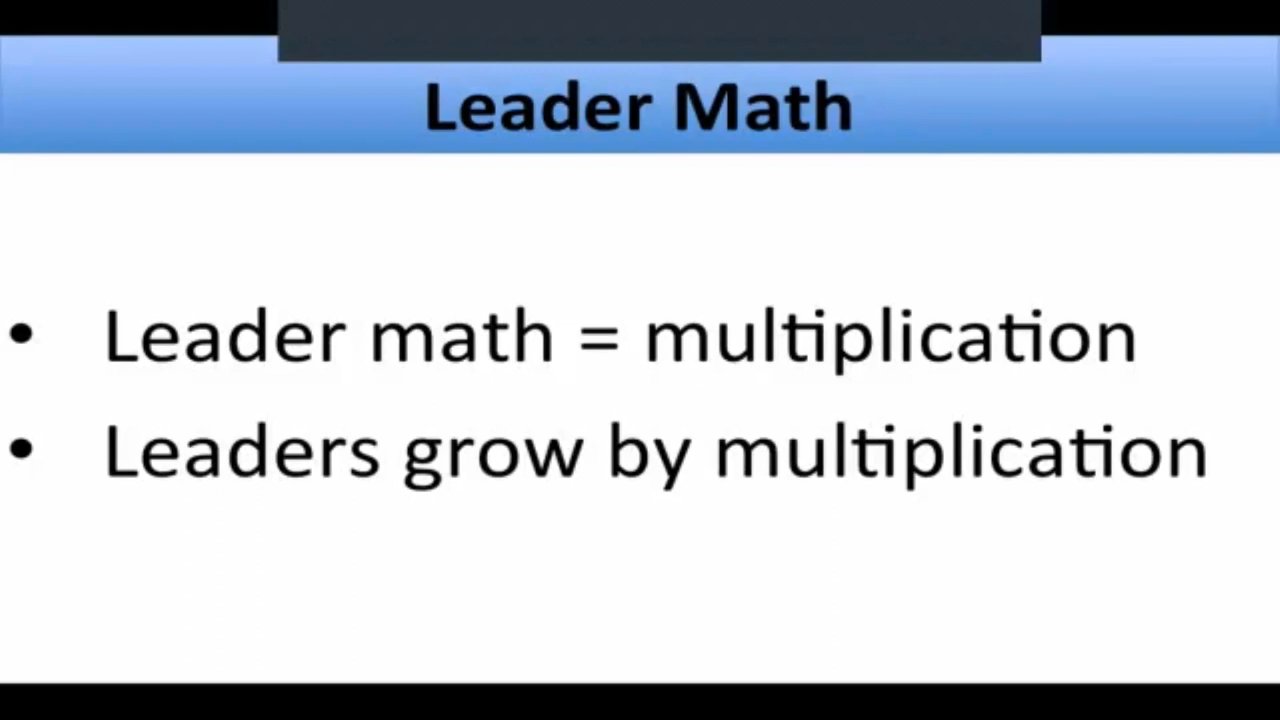 Leader Math
• Leader math = multiplication
• Leaders grow by multiplication